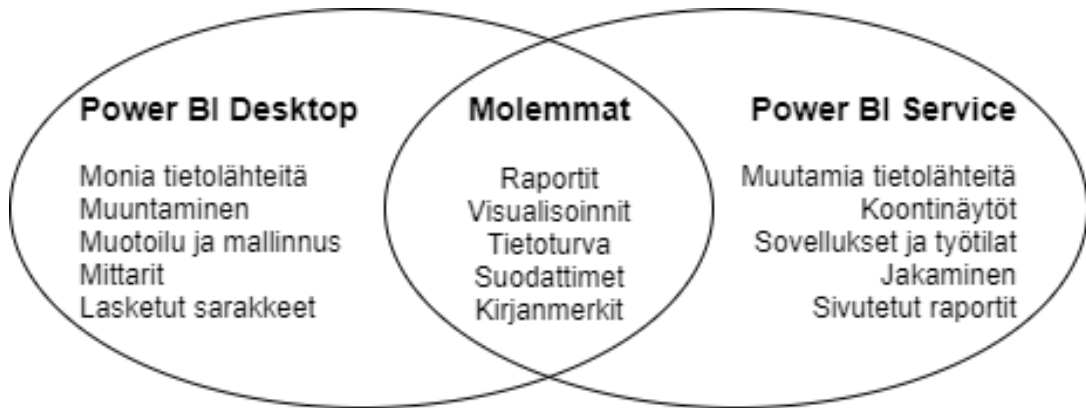 Power BI Desktop
Monia tietolähteitä
Muuntaminen
Muotoilu ja mallinnus
Mittarit
Lasketut sarakkeet
Molemmat
Raportit
Visualisoinnit
Tietoturva
Suodattimet
Kirjanmerkit
Power BI Service
Muutamia tietolähteitä
Koontinäytöt
Sovellukset ja työtilat
Jakaminen
Sivutetut raportit